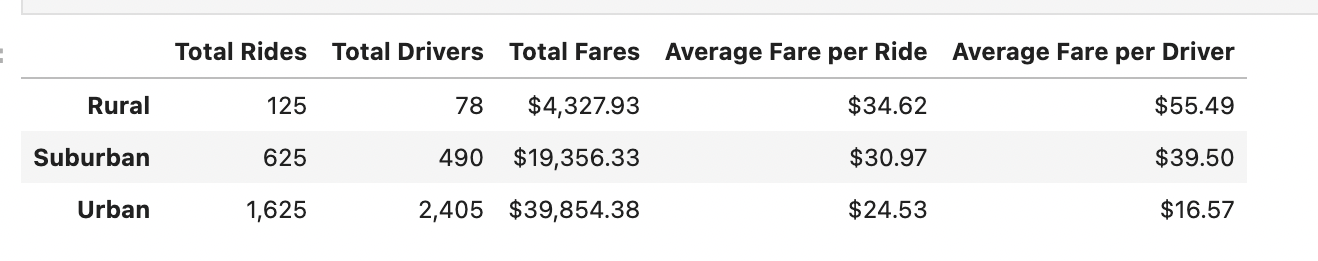 Total Rides Total Drivers Total Fares Average Fare per Ride Average Fare per Driver
Rural 125 78 $4,327.93 $34.62 $55.49
Suburban 625 490 $19,356.33 $30.97 $39.50
Urban 1,625 2,405 $39,854.38 $24.53 $16.57